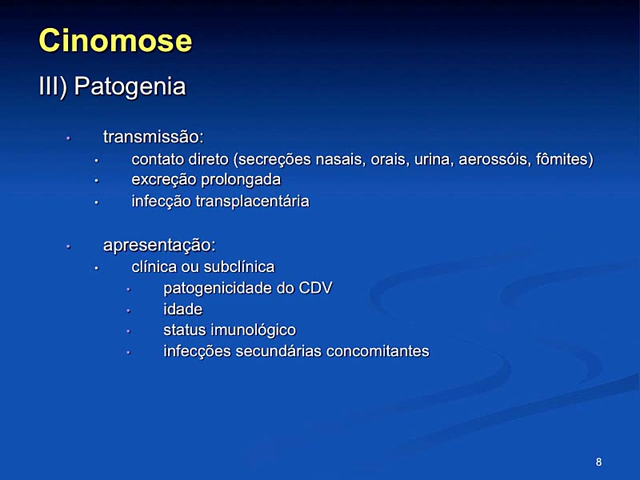 Cinomose
III) Patogenia
• transmissão:
• contato direto (secreções nasais, orais, urina, aerossóis, fômites)
• excreção prolongada
• infecção transplacentária
• apresentação:
• clínica ou subclínica
• patogenicidade do CDV
• idade
• status imunológico
• infecções secundárias concomitantes
8